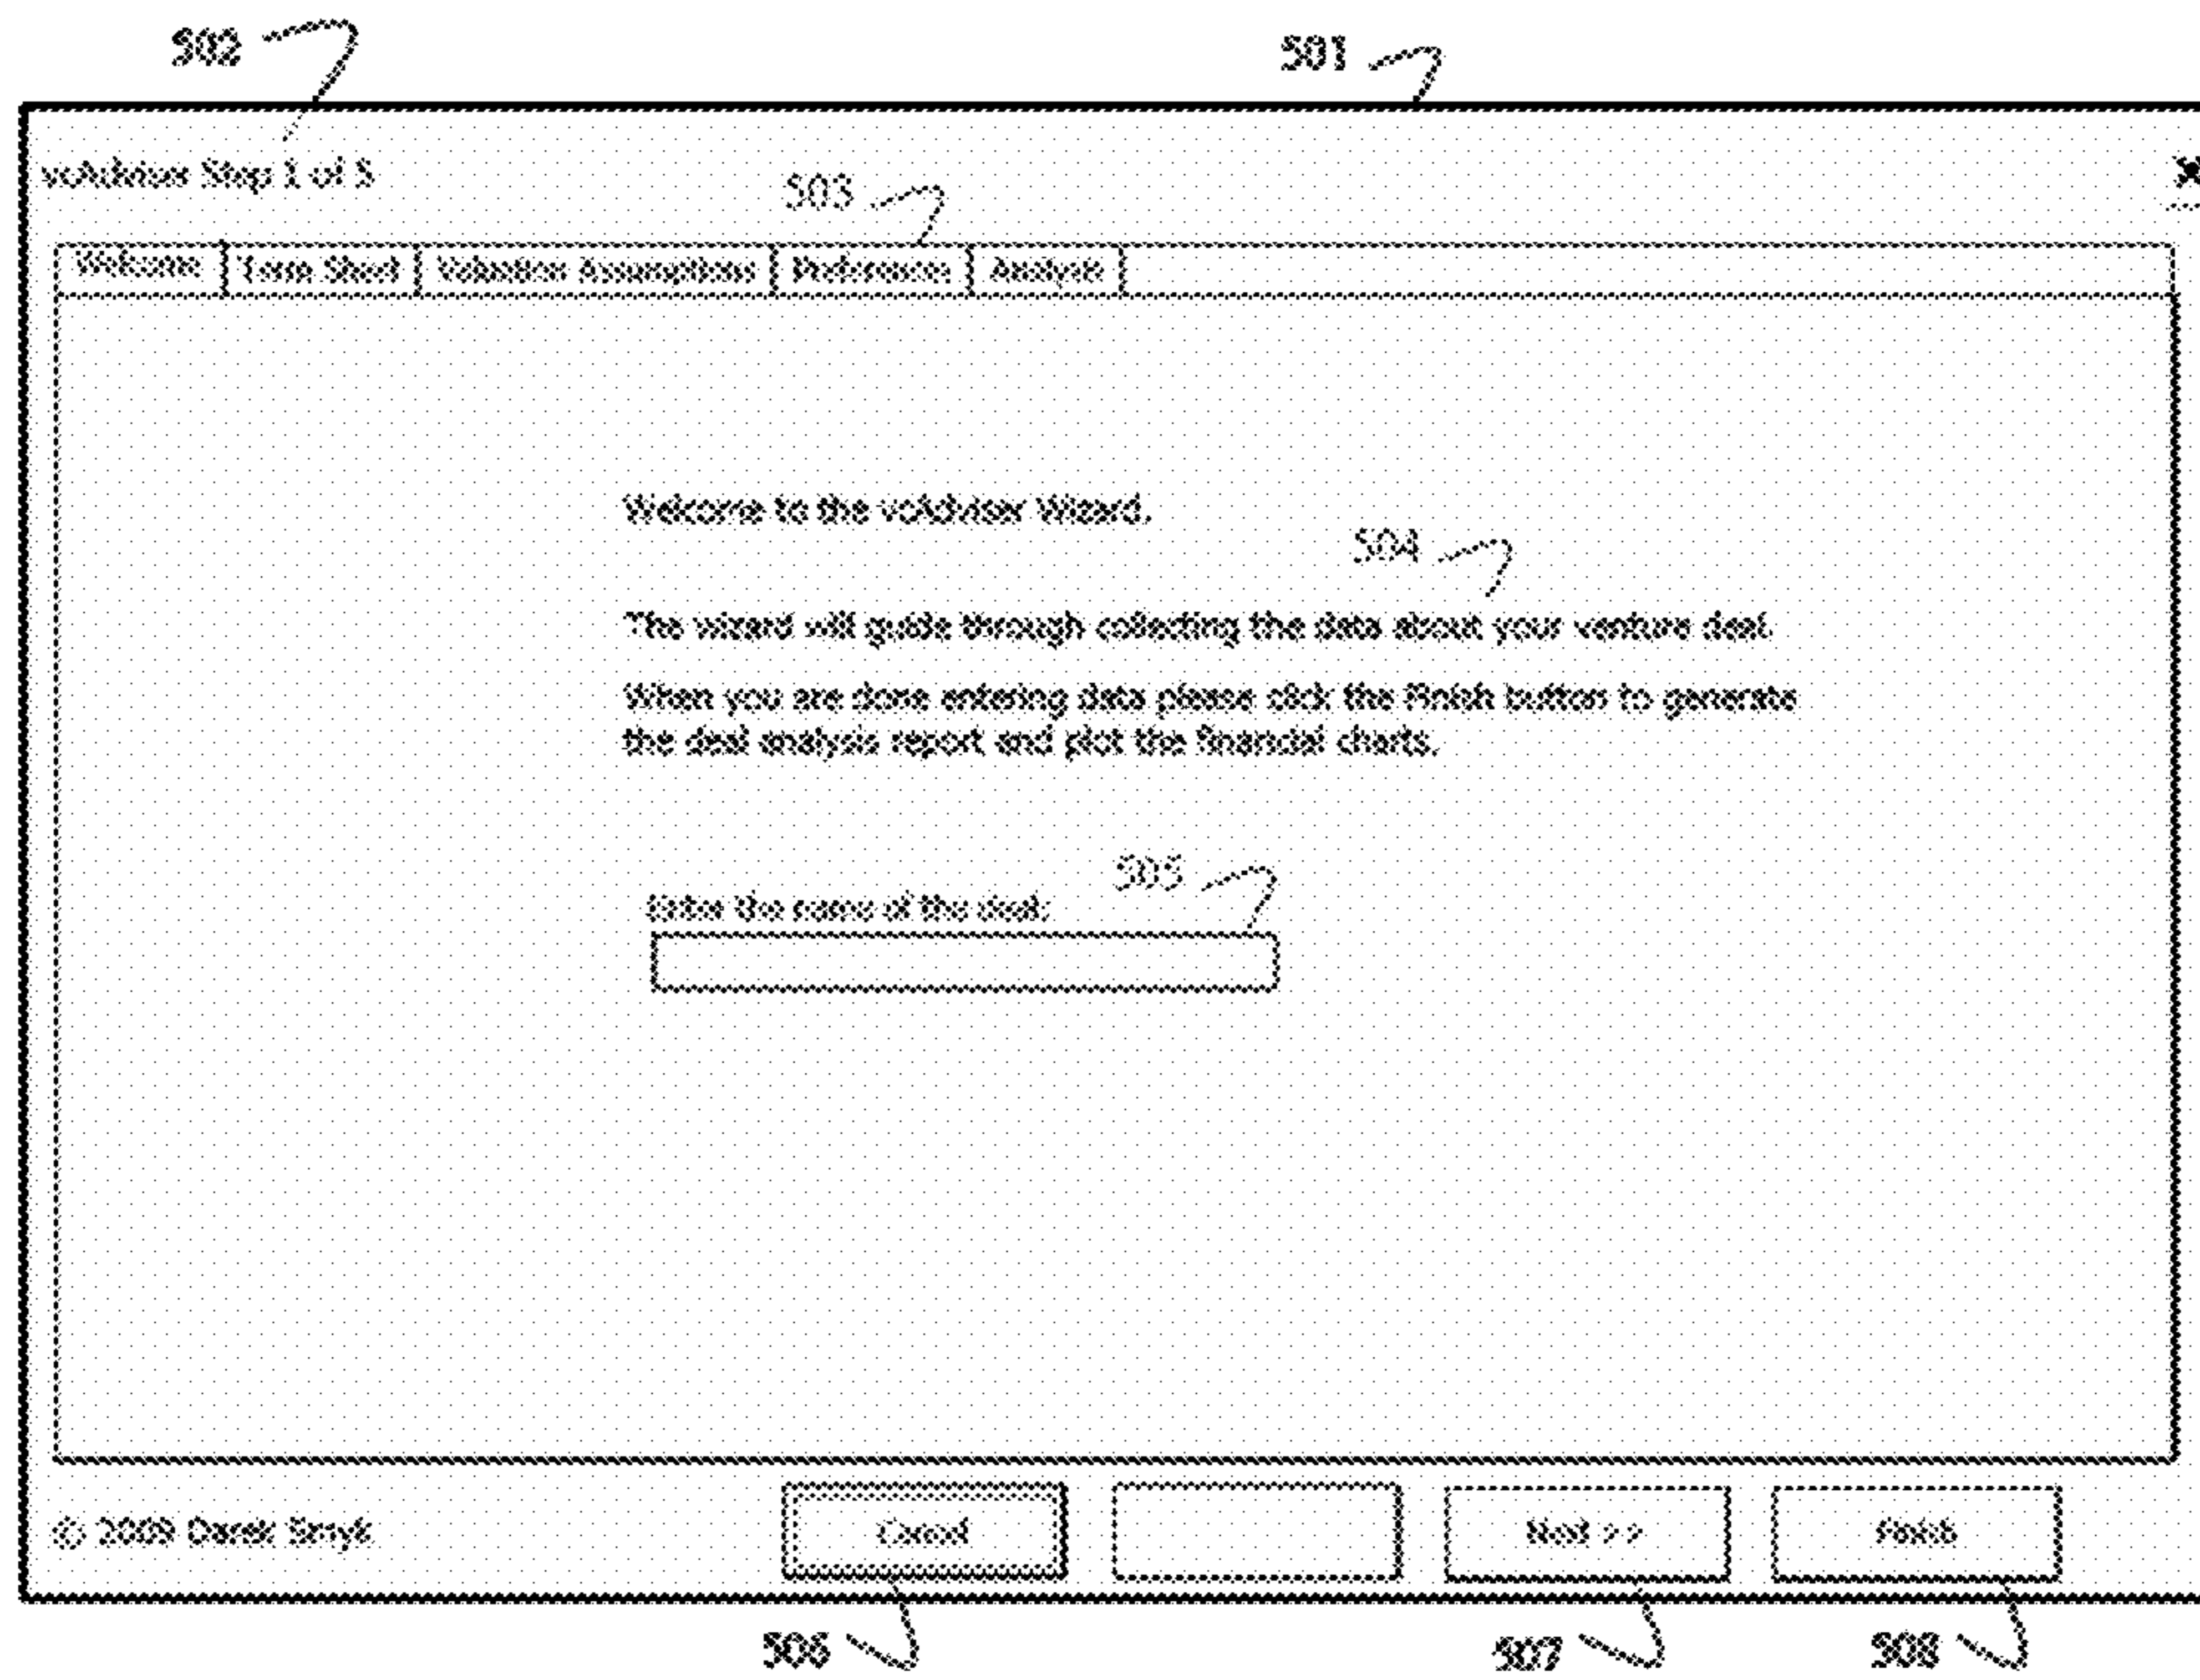 502
501
vcAdviser Step 1 of 5
503
Welcome Term Sheet Valuation Assumptions Preferences Analysis
Welcome to the vcAdviser Wizard.
504
The wizard will guide through collecting the data about your venture deal.
When you are done entering data please click the Finish button to generate
the deal analysis report and plot the financial charts.
505
Enter the name of the deal:
© 2009 Darek Smyk Cancel Next >> Finish
506 507 508